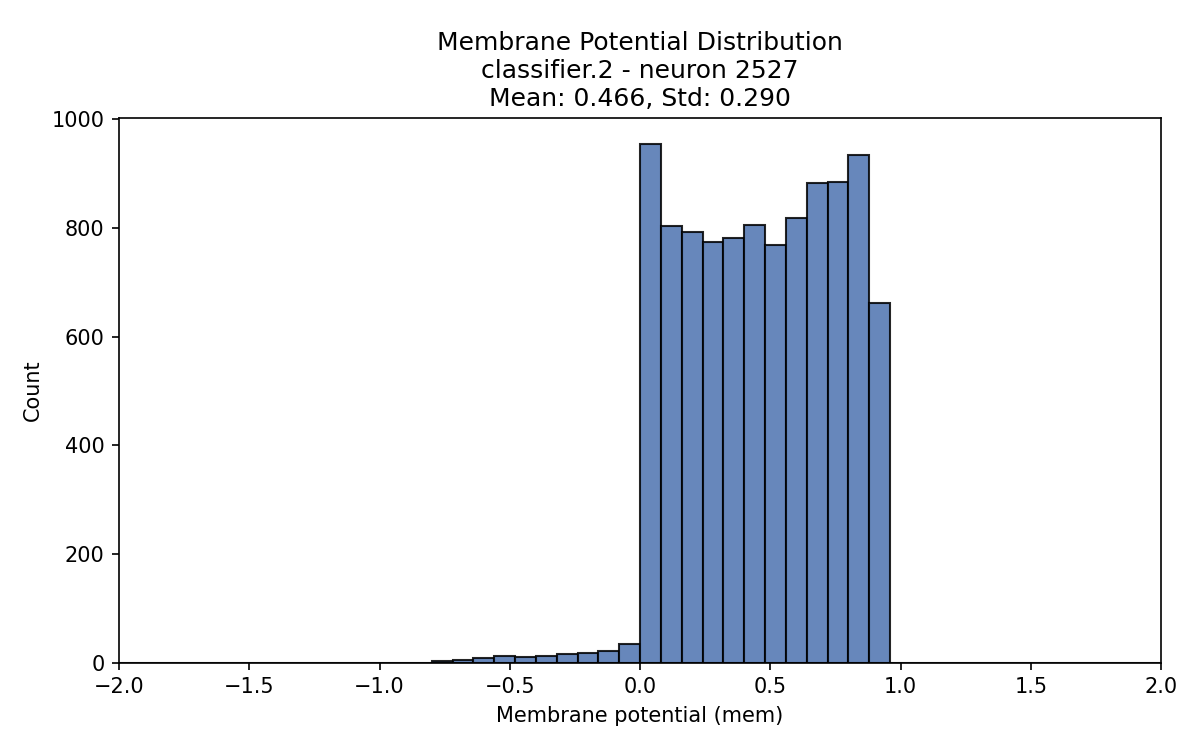 Membrane Potential Distribution
classifier.2 - neuron 2527
Mean: 0.466, Std: 0.290
1000
800
600
400
200
0
Count
−2.0 −1.5 −1.0 −0.5 0.0 0.5 1.0 1.5 2.0
Membrane potential (mem)